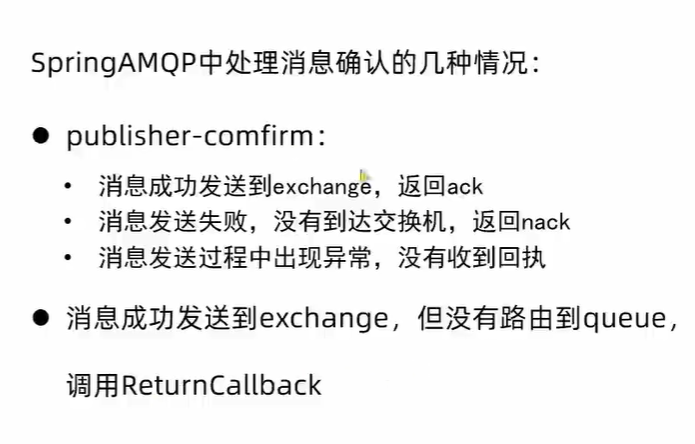 SpringAMQP中处理消息确认的几种情况：
● publisher-comfirm：
• 消息成功发送到exchange，返回ack
• 消息发送失败，没有到达交换机，返回nack
• 消息发送过程中出现异常，没有收到回执
● 消息成功发送到exchange，但没有路由到queue，
调用ReturnCallback